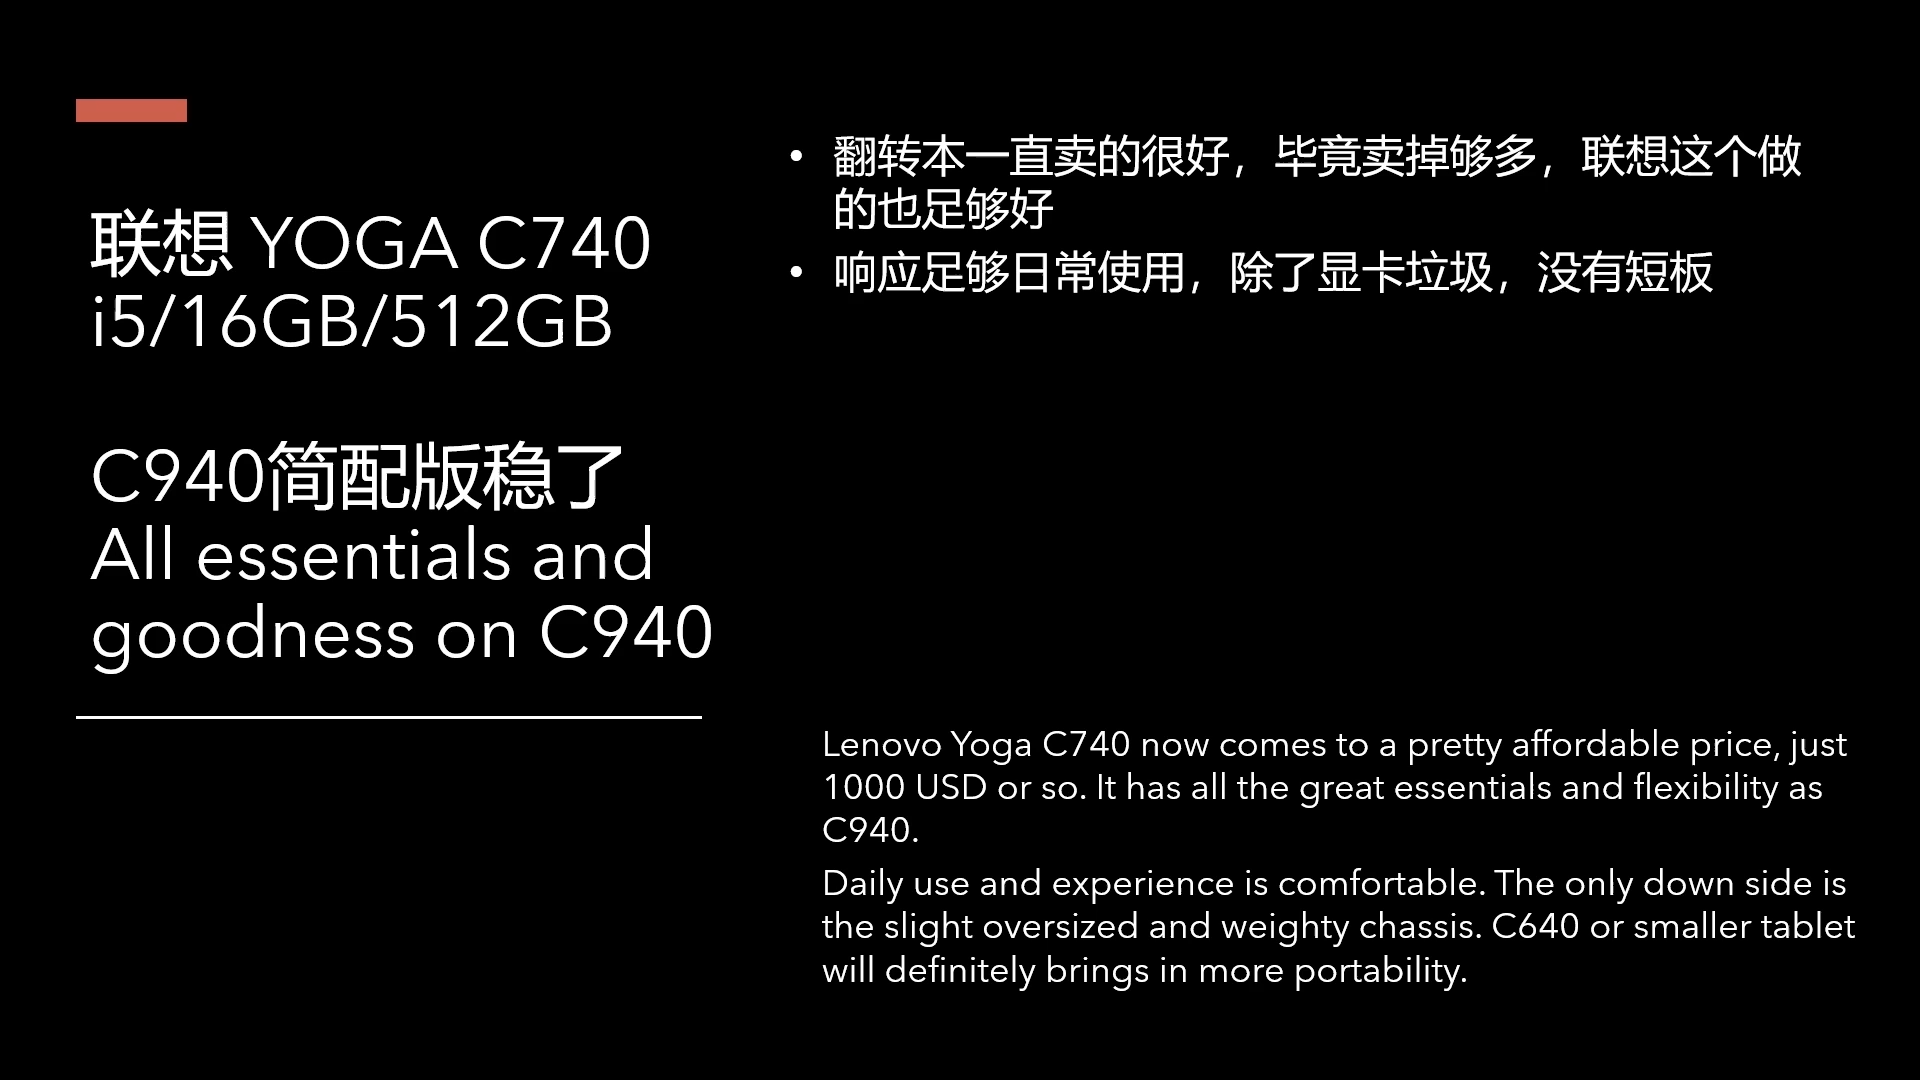 联想 YOGA C740
i5/16GB/512GB
C940简配版稳了
All essentials and
goodness on C940
• 翻转本一直卖的很好，毕竟卖掉够多，联想这个做
的也足够好
• 响应足够日常使用，除了显卡垃圾，没有短板
Lenovo Yoga C740 now comes to a pretty affordable price, just
1000 USD or so. It has all the great essentials and flexibility as
C940.
Daily use and experience is comfortable. The only down side is
the slight oversized and weighty chassis. C640 or smaller tablet
will definitely brings in more portability.